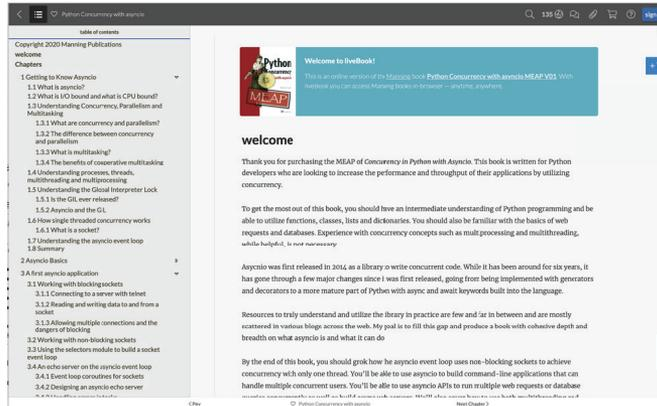 Python Concurrency with asyncio
135
sign
table of contents
Copyright 2020 Manning Publications
welcome
Chapters
1 Getting to Know Asyncio
1.1 What is asyncio?
1.2 What is I/O bound and what is CPU bound?
1.3 Understanding Concurrency, Parallelism and
Multitasking
1.3.1 What are concurrency and parallelism?
1.3.2 The difference between concurrency
and parallelism
1.3.3 What is multitasking?
1.3.4 The benefits of cooperative multitasking
1.4 Understanding processes, threads,
multithreading and multiprocessing
1.5 Understanding the Global Interpreter Lock
1.5.1 Is the GIL ever released?
1.5.2 Asyncio and the GIL
1.6 How single threaded concurrency works
1.6.1 What is a socket?
1.7 Understanding the asyncio event loop
1.8 Summary
2 Asyncio Basics
3 A first asyncio application
3.1 Working with blocking sockets
3.1.1 Connecting to a server with telnet
3.1.2 Reading and writing data to and from a
socket
3.1.3 Allowing multiple connections and the
dangers of blocking
3.2 Working with non-blocking sockets
3.3 Using the selectors module to build a socket
event loop
3.4 An echo server on the asyncio event loop
3.4.1 Event loop coroutines for sockets
3.4.2 Designing an asyncio echo server
Python
Concurrency
MEAP
Welcome to liveBook!
This is an online version of the Manning book Python Concurrency with asyncio MEAP V01. With
liveBook you can access Manning books in-browser — anytime, anywhere.
welcome
Thank you for purchasing the MEAP of Concurrency in Python with Asyncio. This book is written for Python
developers who are looking to increase the performance and throughput of their applications by utilizing
concurrency.
To get the most out of this book, you should have an intermediate understanding of Python programming and be
able to utilize functions, classes, lists and dictionaries. You should also be familiar with the basics of web
requests and databases. Experience with concurrency concepts such as multiprocessing and multithreading,
while helpful, is not necessary
Asycnio was first released in 2014 as a library to write concurrent code. While it has been around for six years, it
has gone through a few major changes since i was first released, going from being implemented with generators
and decorators to a more mature part of Python with async and await keywords built into the language.
Resources to truly understand and utilize the library in practice are few and far in between and are mostly
scattered in various blogs across the web. My goal is to fill this gap and produce a book with cohesive depth and
breadth on what asyncio is and what it can do
By the end of this book, you should grok how he asyncio event loop uses non-blocking sockets to achieve
concurrency with only one thread. You'll be able to use asyncio to build command-line applications that can
handle multiple concurrent users. You'll be able to use asyncio APIs to run multiple web requests or database
Prev
Python Concurrency with asyncio
Next Chapter